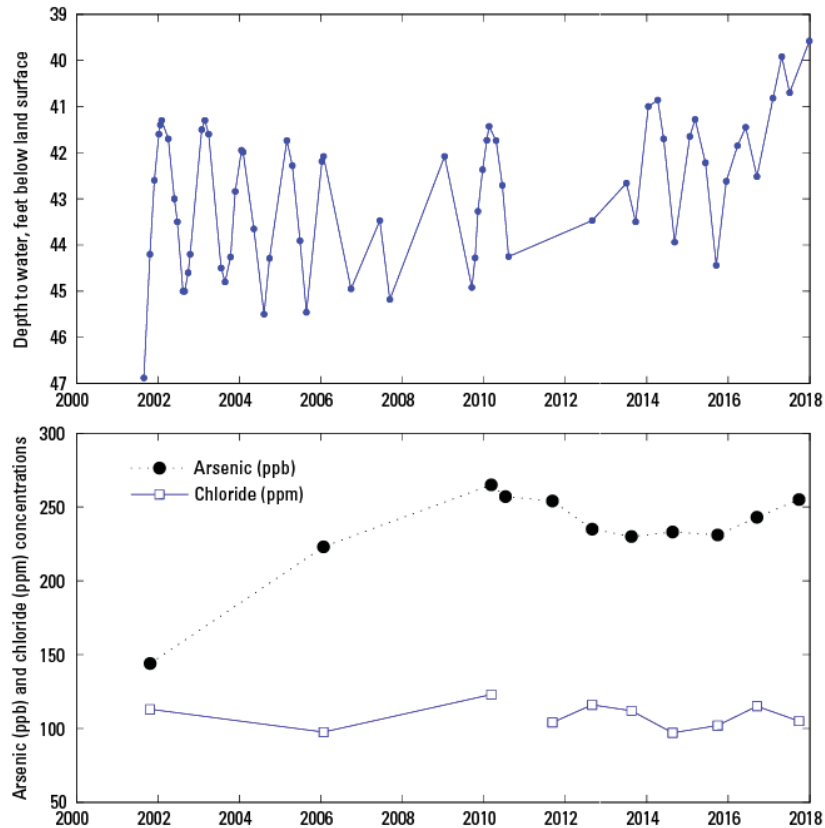 Depth to water, feet below land surface
39
40
41
42
43
44
45
46
47
2000 2002 2004 2006 2008 2010 2012 2014 2016 2018
Arsenic (ppb) and chloride (ppm) concentrations
300
250
200
150
100
50
Arsenic (ppb)
Chloride (ppm)
2000 2002 2004 2006 2008 2010 2012 2014 2016 2018